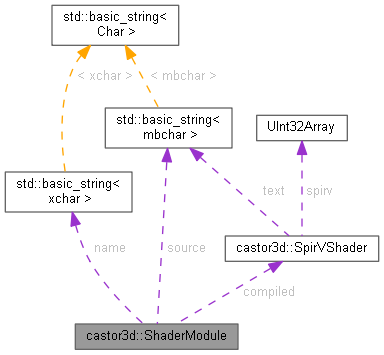 std::basic_string<
Char >
< xchar >
< mbchar >
std::basic_string<
mbchar >
UInt32Array
std::basic_string<
xchar >
text
spirv
name
source
castor3d::SpirVShader
compiled
castor3d::ShaderModule